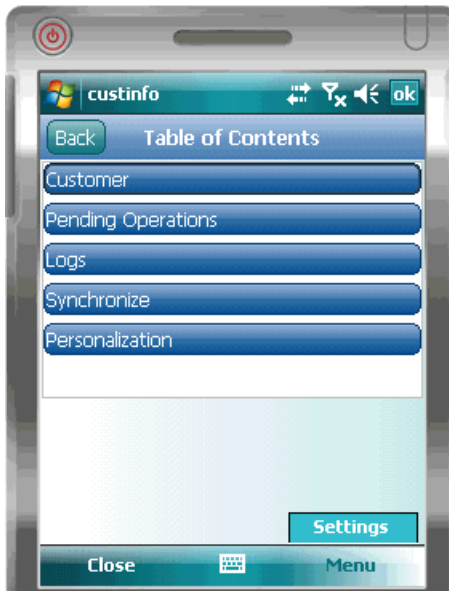 custinfo ok
Back Table of Contents
Customer
Pending Operations
Logs
Synchronize
Personalization
Settings
Close Menu